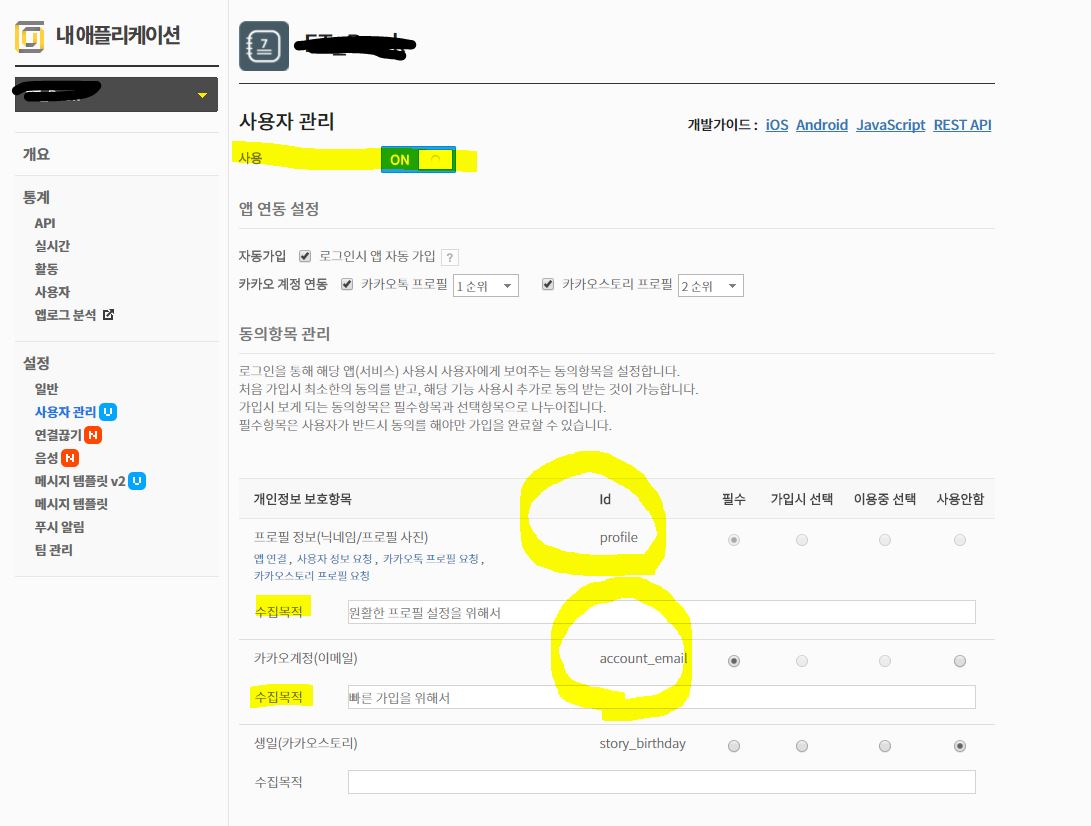 내 애플리케이션
7
사용자 관리
개발가이드 : iOS Android JavaScript REST API
사용 ON
개요
통계
API
실시간
활동
사용자
앱로그 분석
설정
일반
사용자 관리 U
연결끊기 N
음성 N
메시지 템플릿 v2 U
메시지 템플릿
푸시 알림
팀 관리
앱 연동 설정
자동가입 로그인시 앱 자동 가입 ?
카카오 계정 연동 카카오톡 프로필 1 순위 카카오스토리 프로필 2 순위
동의항목 관리
로그인을 통해 해당 앱(서비스) 사용시 사용자에게 보여주는 동의항목을 설정합니다.
처음 가입시 최소한의 동의를 받고, 해당 기능 사용시 추가로 동의 받는 것이 가능합니다.
가입시 보게 되는 동의항목은 필수항목과 선택항목으로 나누어집니다.
필수항목은 사용자가 반드시 동의를 해야만 가입을 완료할 수 있습니다.
개인정보 보호항목 Id 필수 가입시 선택 이용중 선택 사용안함
프로필 정보(닉네임/프로필 사진) profile
앱 연결 , 사용자 정보 요청 , 카카오톡 프로필 요청 ,
카카오스토리 프로필 요청
수집목적 원활한 프로필 설정을 위해서
카카오계정(이메일) account_email
수집목적 빠른 가입을 위해서
생일(카카오스토리) story_birthday
수집목적